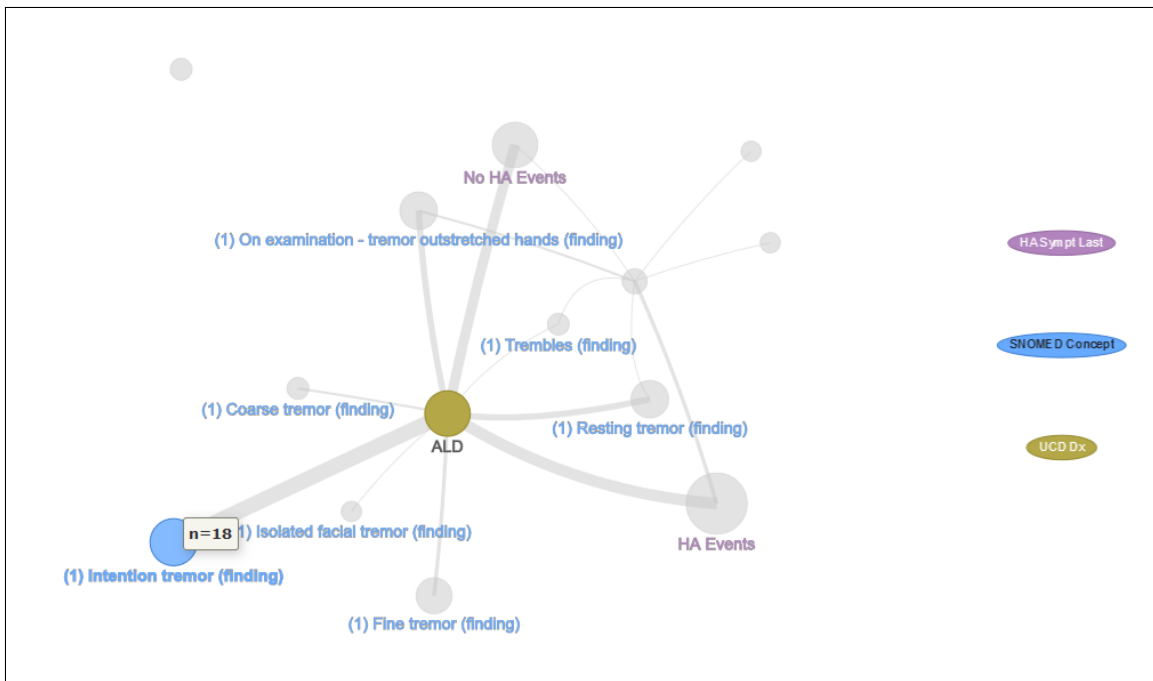 No HA Events
(1) On examination - tremor outstretched hands (finding)
HA Sympt Last
(1) Trembles (finding)
SNOMED Concept
(1) Coarse tremor (finding)
(1) Resting tremor (finding)
ALD
UCD Dx
n=18
1) Isolated facial tremor (finding)
HA Events
(1) Intention tremor (finding)
(1) Fine tremor (finding)